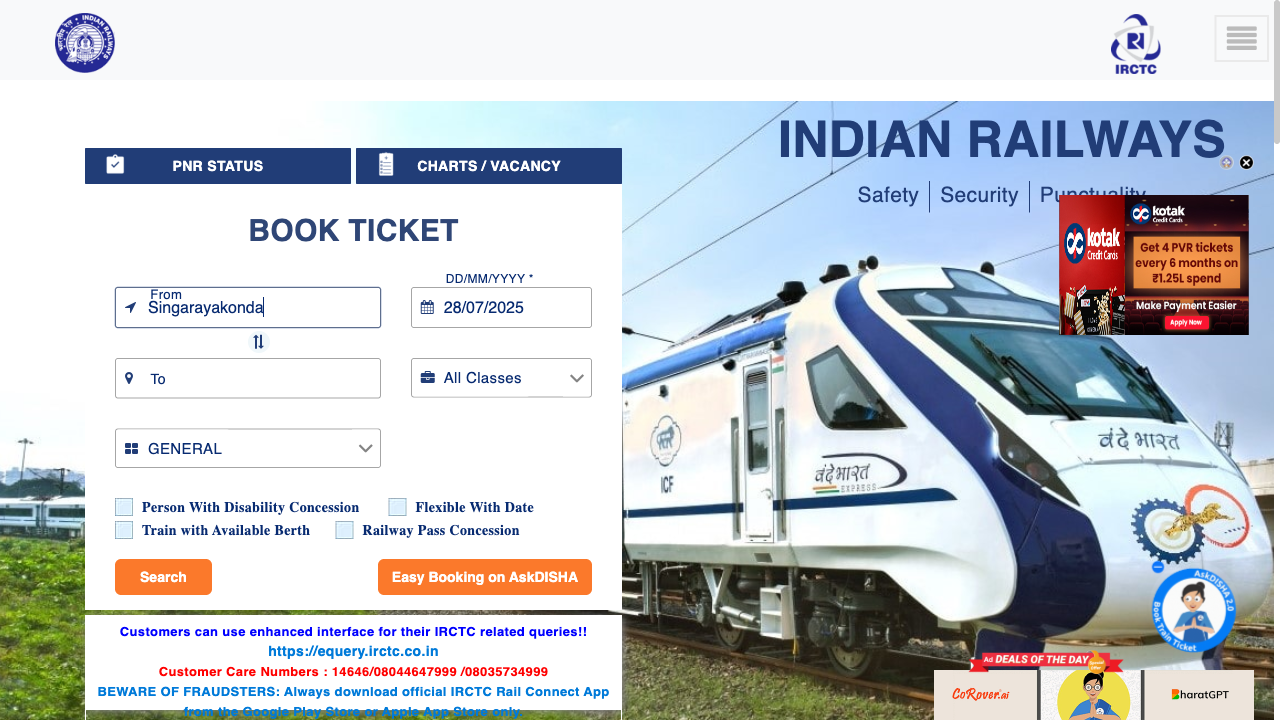 INDIAN RAILWAYS
IRCTC
INDIAN RAILWAYS
Safety
Security
Punctuality
PNR STATUS
CHARTS / VACANCY
BOOK TICKET
DD/MM/YYYY *
From
Singarayakonda
28/07/2025
To
All Classes
GENERAL
Person With Disability Concession
Flexible With Date
Train with Available Berth
Railway Pass Concession
Search
Easy Booking on AskDISHA
Customers can use enhanced interface for their IRCTC related queries!!
https://equery.irctc.co.in
Customer Care Numbers : 14646/08044647999 /08035734999
BEWARE OF FRAUDSTERS: Always download official IRCTC Rail Connect App
from the Google Play Store or Apple App Store only.
kotak
Credit Cards
kotak
Credit Cards
Get 4 PVR tickets
every 6 months on
₹1.25L spend
Make Payment Easier
Apply Now
वंदे भारत
ICF
वंदे भारत
EXPRESS
AskDISHA 2.0
Book Train Ticket
Ad DEALS OF THE DAY
CoRover.ai
BharatGPT